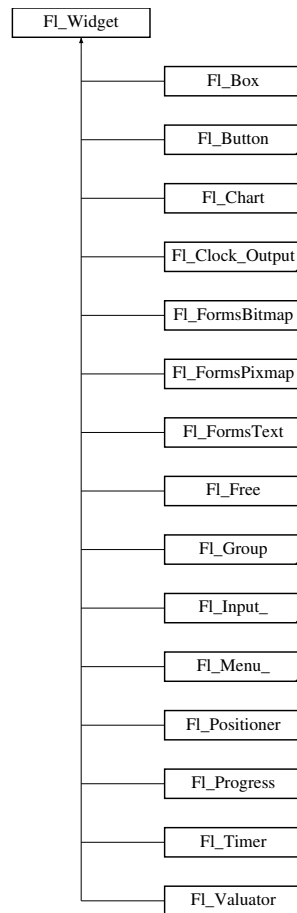 Fl_Widget
Fl_Box
Fl_Button
Fl_Chart
Fl_Clock_Output
Fl_FormsBitmap
Fl_FormsPixmap
Fl_FormsText
Fl_Free
Fl_Group
Fl_Input_
Fl_Menu_
Fl_Positioner
Fl_Progress
Fl_Timer
Fl_Valuator